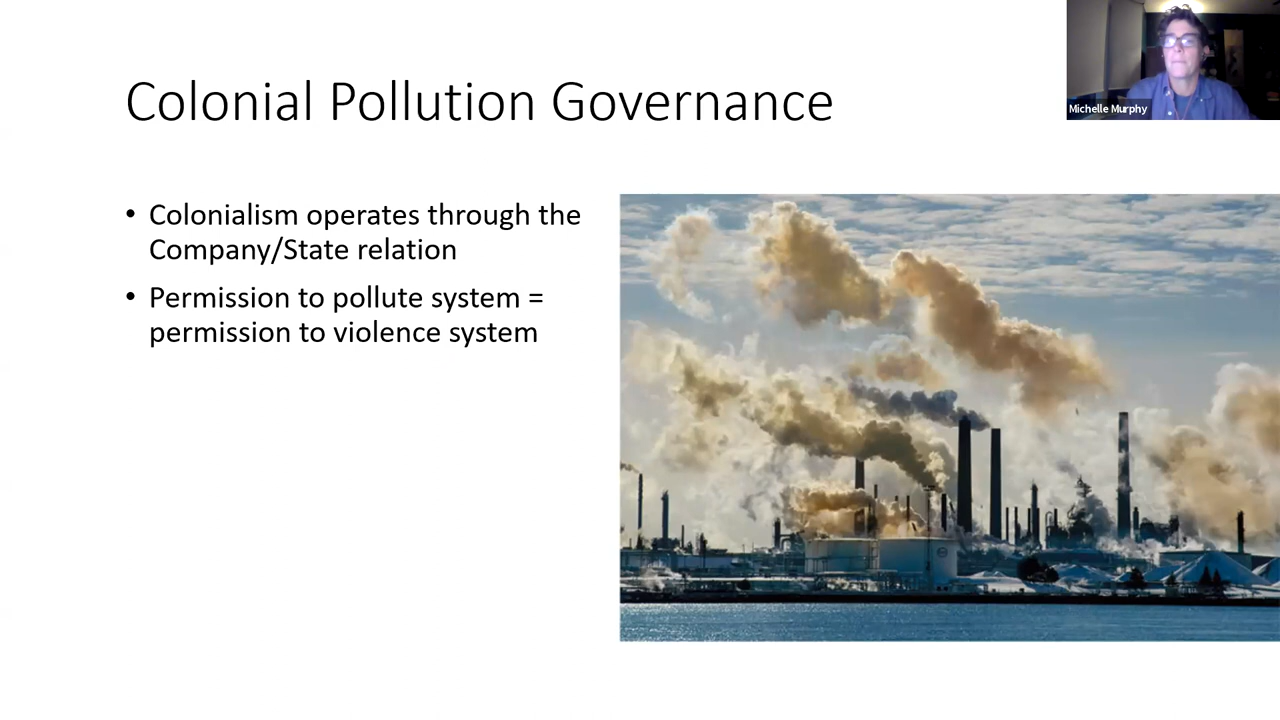 Colonial Pollution Governance
Michelle Murphy
• Colonialism operates through the
Company/State relation
• Permission to pollute system =
permission to violence system